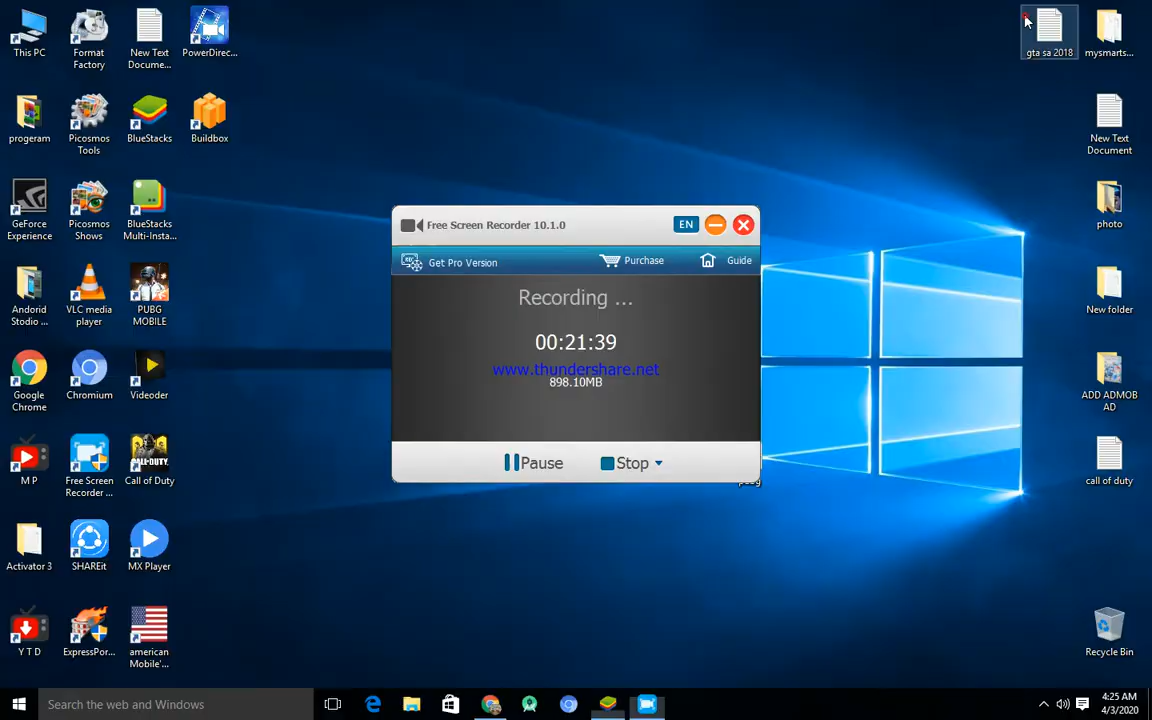 This PC
Format
Factory
New Text
Docume...
PowerDirec...
gta sa 2018
mysmarts...
progeram
Picosmos
Tools
BlueStacks
Buildbox
New Text
Document
GeForce
Experience
Picosmos
Shows
BlueStacks
Multi-Insta...
photo
Free Screen Recorder 10.1.0
EN
Get Pro Version
Purchase
Guide
Recording ...
00:21:39
www.thundershare.net
898.10MB
Pause
Stop
Andorid
Studio ...
VLC media
player
PUBG
MOBILE
New folder
Google
Chrome
Chromium
Videoder
ADD ADMOB
AD
M P
Free Screen
Recorder ...
Call of Duty
call of duty
Activator 3
SHAREit
MX Player
Y T D
ExpressPor...
american
Mobile'...
Recycle Bin
Search the web and Windows
4:25 AM
4/3/2020